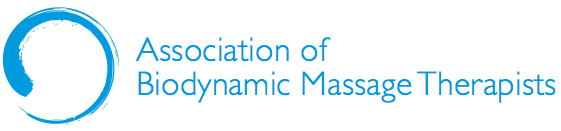 Association of
Biodynamic Massage Therapists